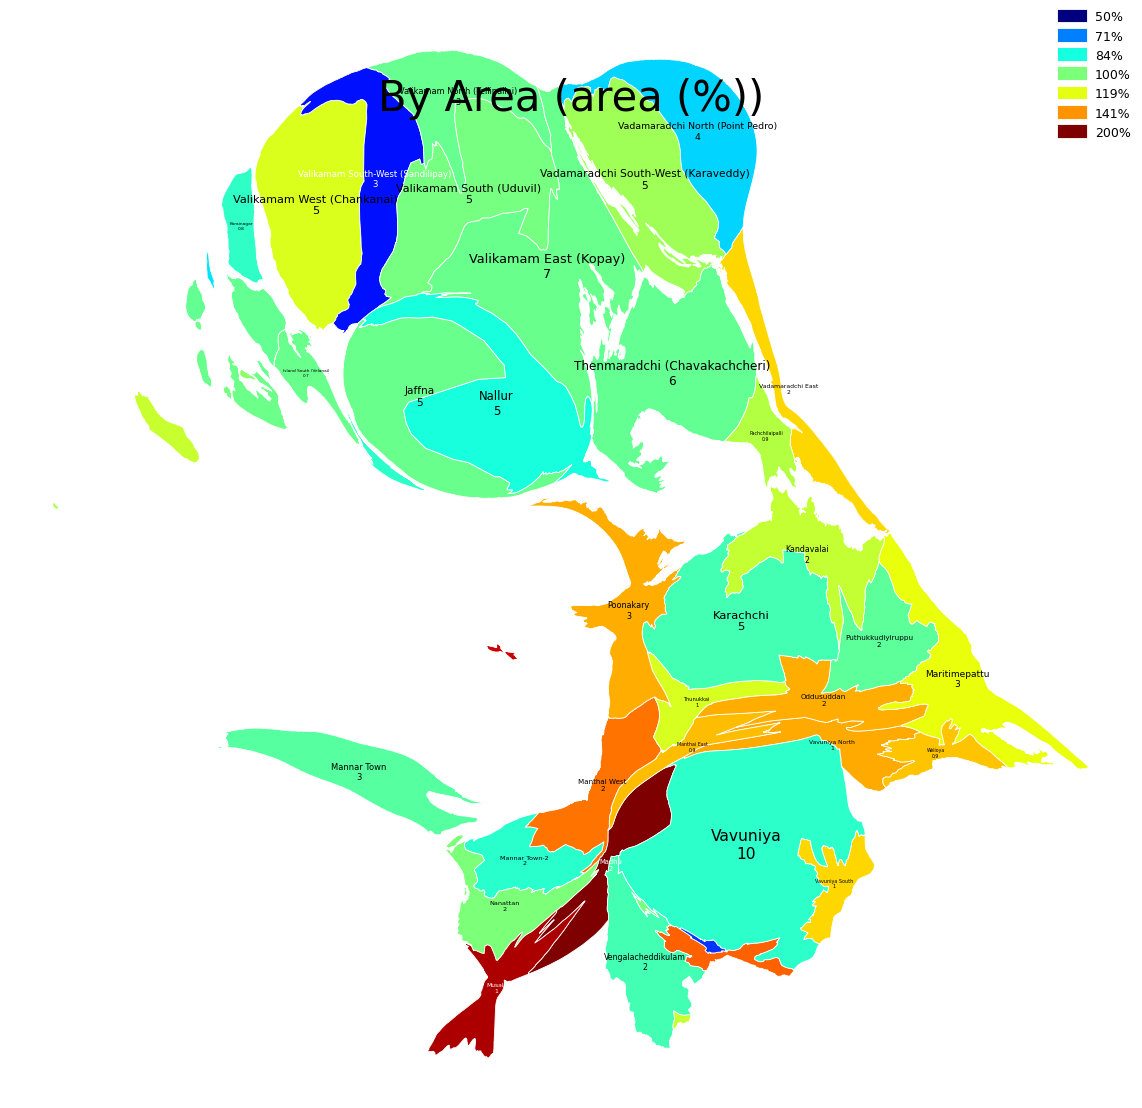 50%
71%
84%
100%
119%
141%
200%
By Area (area (%))
Valikamam North (Tellipallai)
Vadamaradchi North (Point Pedro)
4
Vadamaradchi South-West (Karaveddy)
5
Valikamam South-West (Sandilipay)
3
Valikamam South (Uduvil)
5
Valikamam West (Chankanai)
5
Karainagar
0.6
Valikamam East (Kopay)
7
Thenmaradchi (Chavakachcheri)
6
Island South (Velanai)
0.7
Jaffna
5
Nallur
5
Vadamaradchi East
2
Pachchilaipalli
0.9
Kandavalai
2
Poonakary
3
Karachchi
5
Puthukkudiyiruppu
2
Maritimepattu
3
Oddusuddan
2
Thunukkai
1
Manthai East
0.9
Vavuniya North
1
Welioya
0.9
Mannar Town
3
Manthai West
2
Vavuniya
10
Mannar Town-2
2
Madhu
Vavuniya South
1
Nanattan
2
Vengalacheddikulam
2
Musali
1